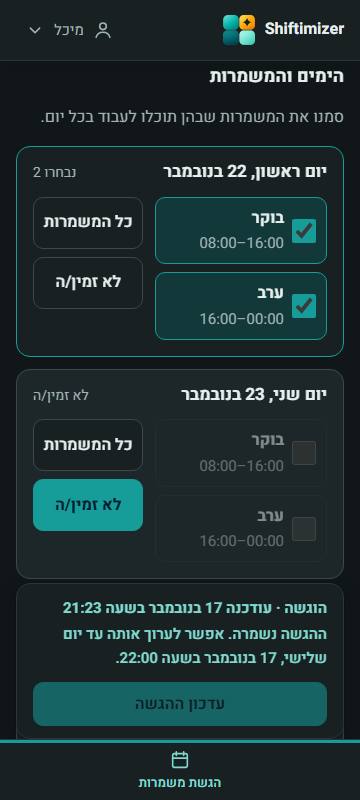 Shiftimizer
מיכל
הימים והמשמרות
סמנו את המשמרות שבהן תוכלו לעבוד בכל יום.
יום ראשון, 22 בנובמבר
נבחרו 2
בוקר
08:00–16:00
ערב
16:00–00:00
כל המשמרות
לא זמין/ה
יום שני, 23 בנובמבר
לא זמין/ה
בוקר
08:00–16:00
ערב
16:00–00:00
כל המשמרות
לא זמין/ה
הוגשה · עודכנה 17 בנובמבר בשעה 21:23
ההגשה נשמרה. אפשר לערוך אותה עד יום
שלישי, 17 בנובמבר בשעה 22:00.
עדכון ההגשה
הגשת משמרות